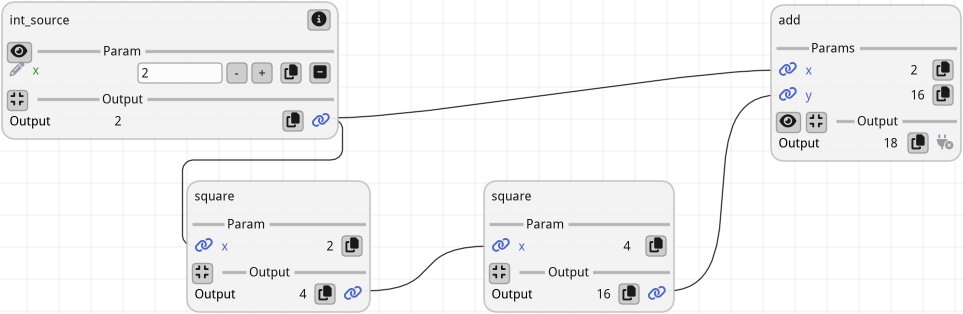 int_source
Param
x 2 - +
Output
Output 2
add
Params
x 2
y 16
Output
Output 18
square
Param
x 2
Output
Output 4
square
Param
x 4
Output
Output 16